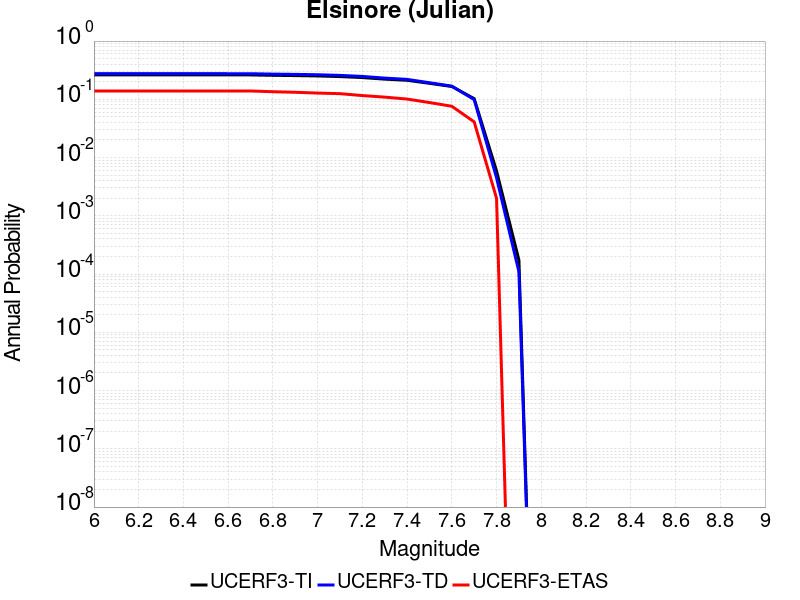 Elsinore (Julian)
10^0
10^-1
10^-2
10^-3
10^-4
10^-5
10^-6
10^-7
10^-8
Annual Probability
6 6.2 6.4 6.6 6.8 7 7.2 7.4 7.6 7.8 8 8.2 8.4 8.6 8.8 9
Magnitude
UCERF3-TI UCERF3-TD UCERF3-ETAS